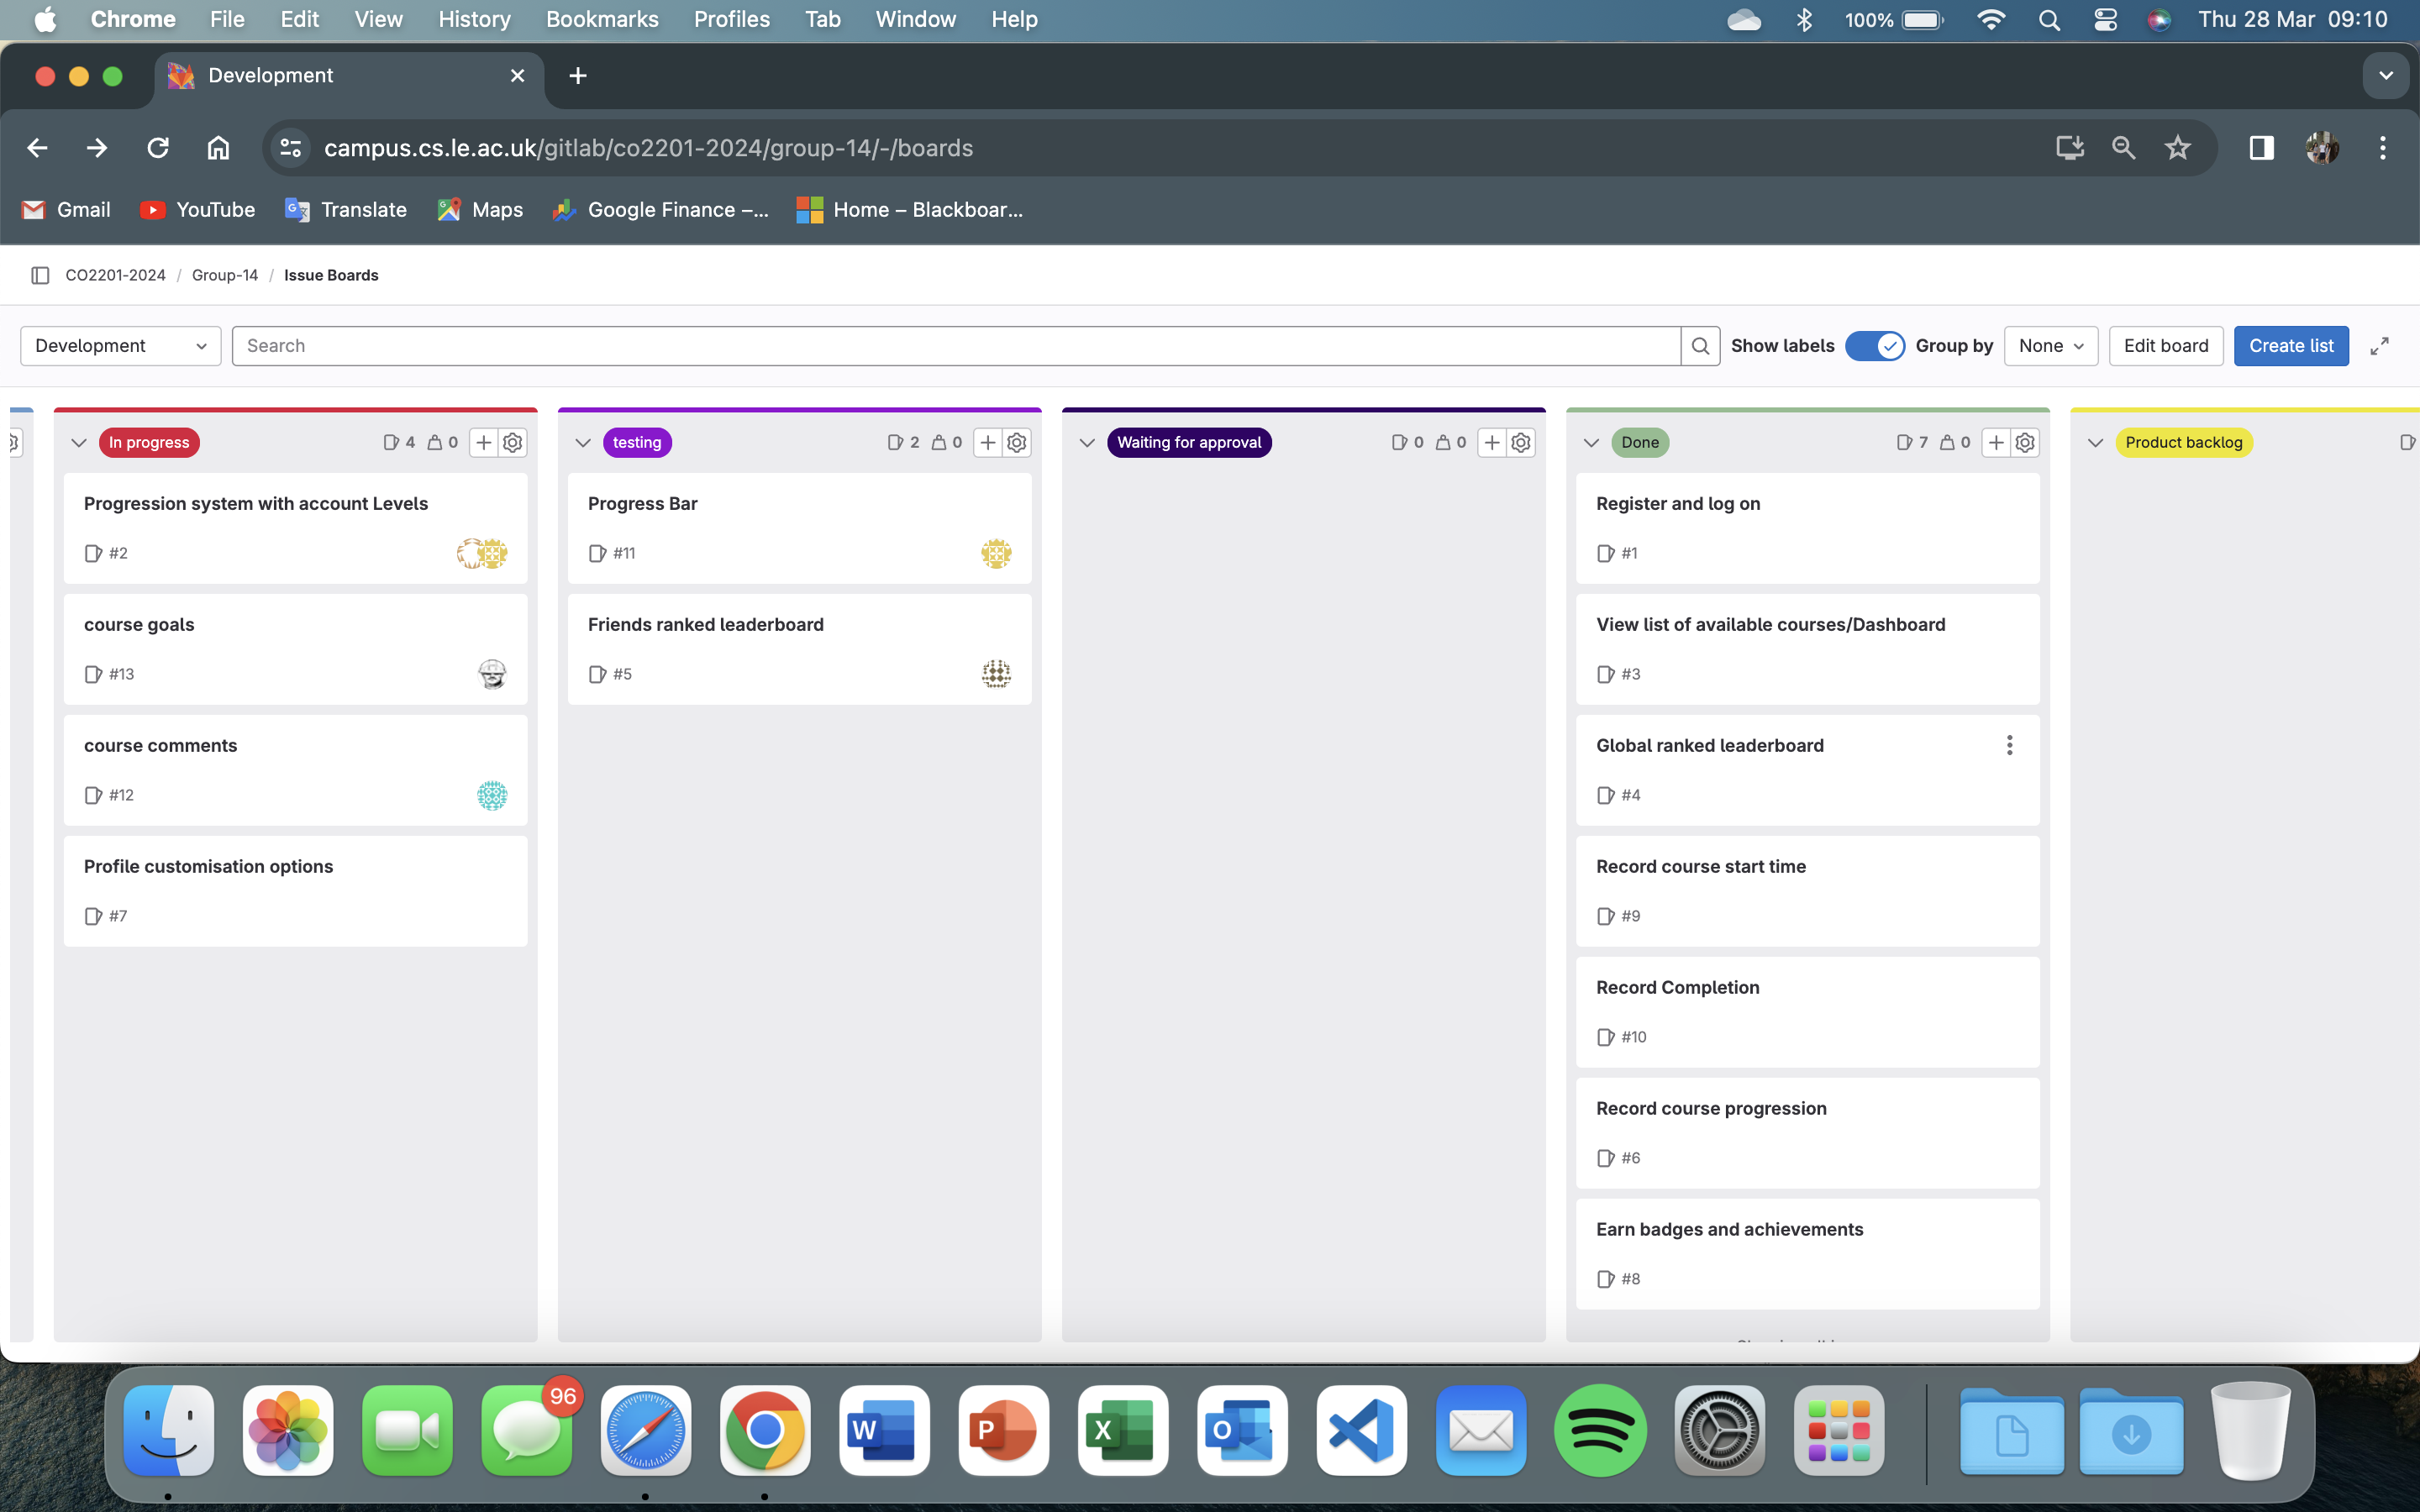 Chrome File Edit View History Bookmarks Profiles Tab Window Help 100% Thu 28 Mar 09:10
Development
campus.cs.le.ac.uk/gitlab/co2201-2024/group-14/-/boards
Gmail YouTube Translate Maps Google Finance –... Home – Blackboar...
CO2201-2024 / Group-14 / Issue Boards
Development Search Show labels Group by None Edit board Create list
In progress 4 0
Progression system with account Levels
#2
course goals
#13
course comments
#12
Profile customisation options
#7
testing 2 0
Progress Bar
#11
Friends ranked leaderboard
#5
Waiting for approval 0 0
Done 7 0
Register and log on
#1
View list of available courses/Dashboard
#3
Global ranked leaderboard
#4
Record course start time
#9
Record Completion
#10
Record course progression
#6
Earn badges and achievements
#8
Product backlog
96
W
P
X
O